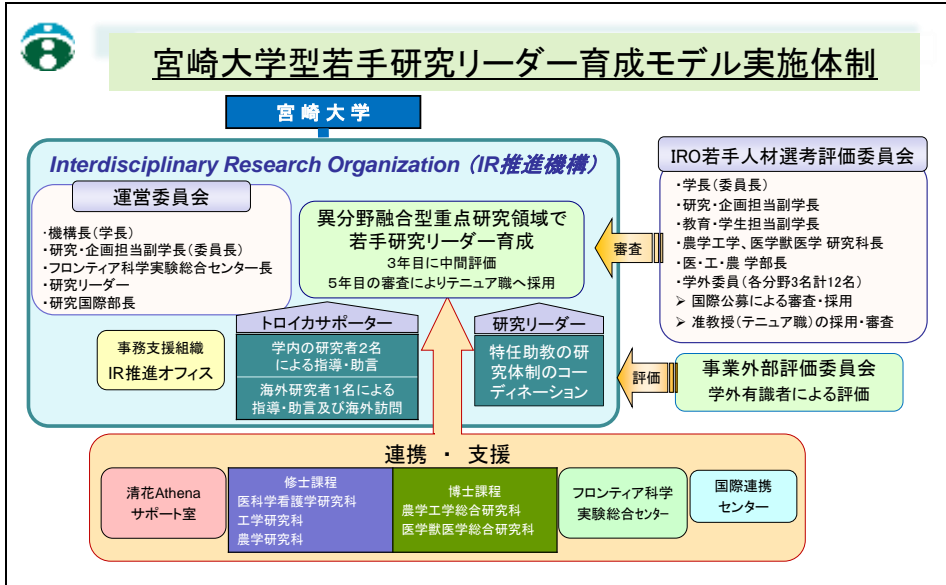 宮崎大学型若手研究リーダー育成モデル実施体制
宮崎大学
Interdisciplinary Research Organization (IR推進機構)
運営委員会
・機構長(学長)
・研究・企画担当副学長(委員長)
・フロンティア科学実験総合センター長
・研究リーダー
・研究国際部長
異分野融合型重点研究領域で
若手研究リーダー育成
3年目に中間評価
5年目の審査によりテニュア職へ採用
審査
IRO若手人材選考評価委員会
・学長(委員長)
・研究・企画担当副学長
・教育・学生担当副学長
・農学工学、医学獣医学 研究科長
・医・工・農 学部長
・学外委員(各分野3名計12名)
➢ 国際公募による審査・採用
➢ 准教授(テニュア職)の採用・審査
事務支援組織
IR推進オフィス
トロイカサポーター
学内の研究者2名
による指導・助言
海外研究者1名による
指導・助言及び海外訪問
研究リーダー
特任助教の研
究体制のコー
ディネーション
評価
事業外部評価委員会
学外有識者による評価
連携 ・ 支援
清花Athena
サポート室
修士課程
医科学看護学研究科
工学研究科
農学研究科
博士課程
農学工学総合研究科
医学獣医学総合研究科
フロンティア科学
実験総合センター
国際連携
センター